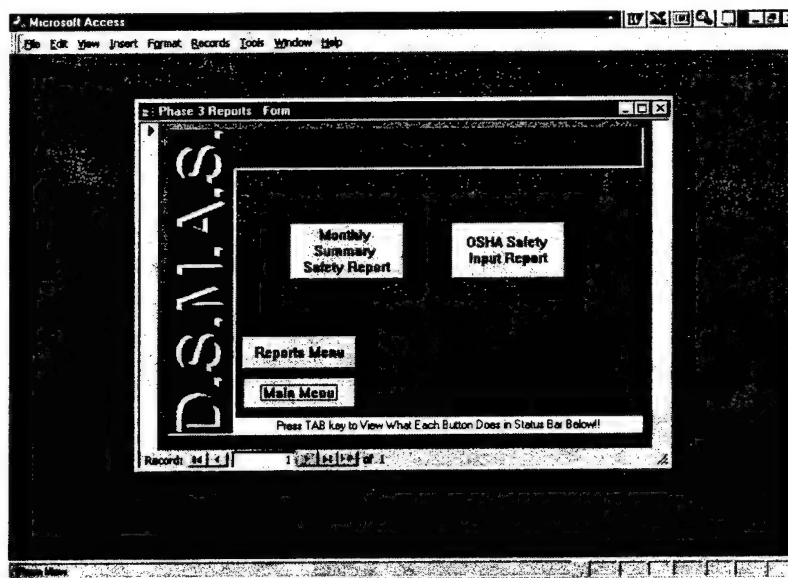 Microsoft Access
File Edit View Insert Format Records Tools Window Help
Phase 3 Reports Form
D.S.M.A.S.
Monthly
Summary
Safety Report
OSHA Safety
Input Report
Reports Menu
Main Menu
Press TAB key to View What Each Button Does in Status Bar Below!!
Record: 1 of 1